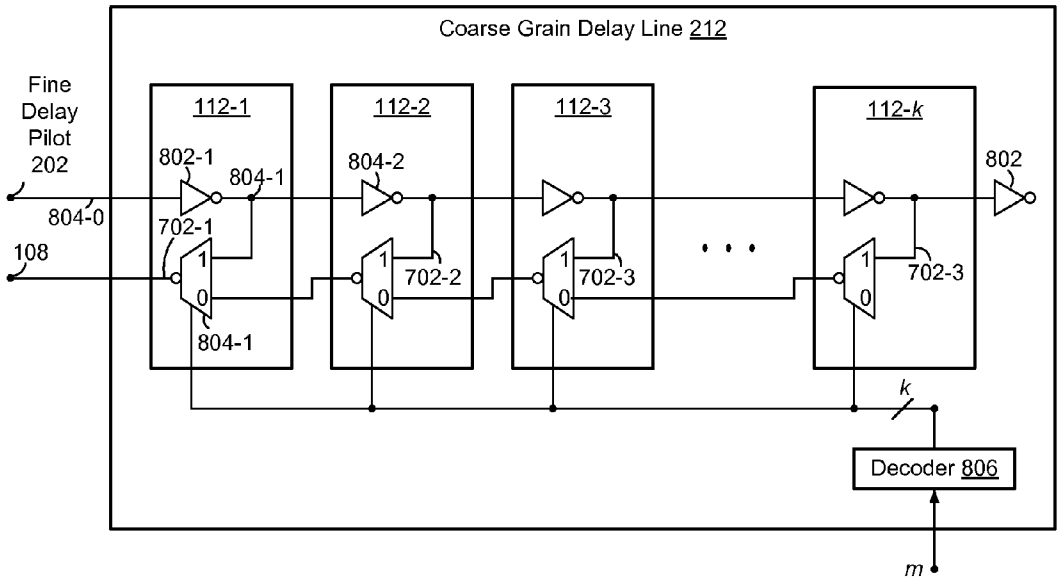 Coarse Grain Delay Line 212
Fine
Delay
Pilot
202
112-1
112-2
112-3
112-k
802-1
804-1
804-2
802
804-0
702-1
108
1
0
804-1
1
0
702-2
1
0
702-3
• • •
1
0
702-3
k
Decoder 806
m